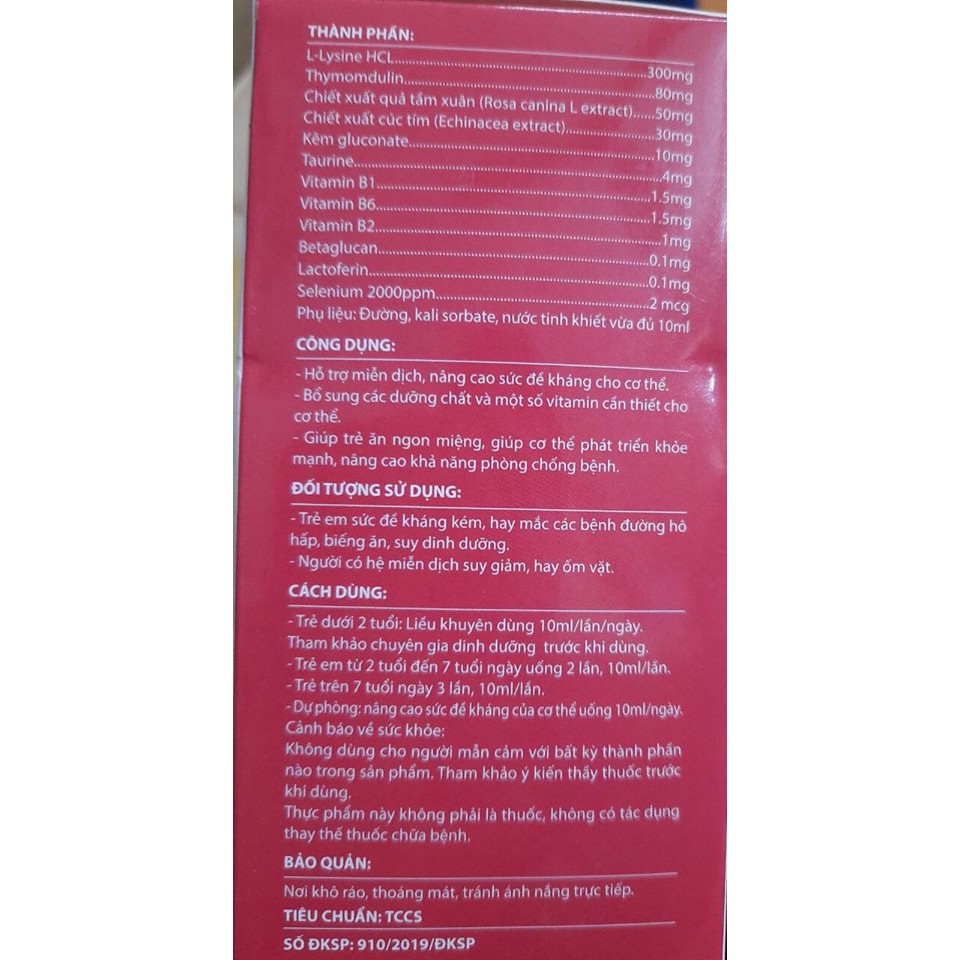 THÀNH PHẦN:
L-Lysine HCL................300mg
Thymomdulin................80mg
Chiết xuất quả tầm xuân (Rosa canina L extract)......50mg
Chiết xuất cúc tím (Echinacea extract)................30mg
Kẽm gluconate................10mg
Taurine................4mg
Vitamin B1................1.5mg
Vitamin B6................1.5mg
Vitamin B2................1mg
Betaglucan................0.1mg
Lactoferin................0.1mg
Selenium 2000ppm................2 mcg
Phụ liệu: Đường, kali sorbate, nước tinh khiết vừa đủ 10ml
CÔNG DỤNG:
- Hỗ trợ miễn dịch, nâng cao sức đề kháng cho cơ thể.
- Bổ sung các dưỡng chất và một số vitamin cần thiết cho
cơ thể.
- Giúp trẻ ăn ngon miệng, giúp cơ thể phát triển khỏe
mạnh, nâng cao khả năng phòng chống bệnh.
ĐỐI TƯỢNG SỬ DỤNG:
- Trẻ em sức đề kháng kém, hay mắc các bệnh đường hô
hấp, biếng ăn, suy dinh dưỡng.
- Người có hệ miễn dịch suy giảm, hay ốm vặt.
CÁCH DÙNG:
- Trẻ dưới 2 tuổi: Liều khuyên dùng 10ml/lần/ngày.
Tham khảo chuyên gia dinh dưỡng trước khi dùng.
- Trẻ em từ 2 tuổi đến 7 tuổi ngày uống 2 lần, 10ml/lần.
- Trẻ trên 7 tuổi ngày 3 lần, 10ml/lần.
- Dự phòng: nâng cao sức đề kháng của cơ thể uống 10ml/ngày.
Cảnh báo về sức khỏe:
Không dùng cho người mẫn cảm với bất kỳ thành phần
nào trong sản phẩm. Tham khảo ý kiến thầy thuốc trước
khi dùng.
Thực phẩm này không phải là thuốc, không có tác dụng
thay thế thuốc chữa bệnh.
BẢO QUẢN:
Nơi khô ráo, thoáng mát, tránh ánh nắng trực tiếp.
TIÊU CHUẨN: TCCS
SỐ ĐKSP: 910/2019/ĐKSP